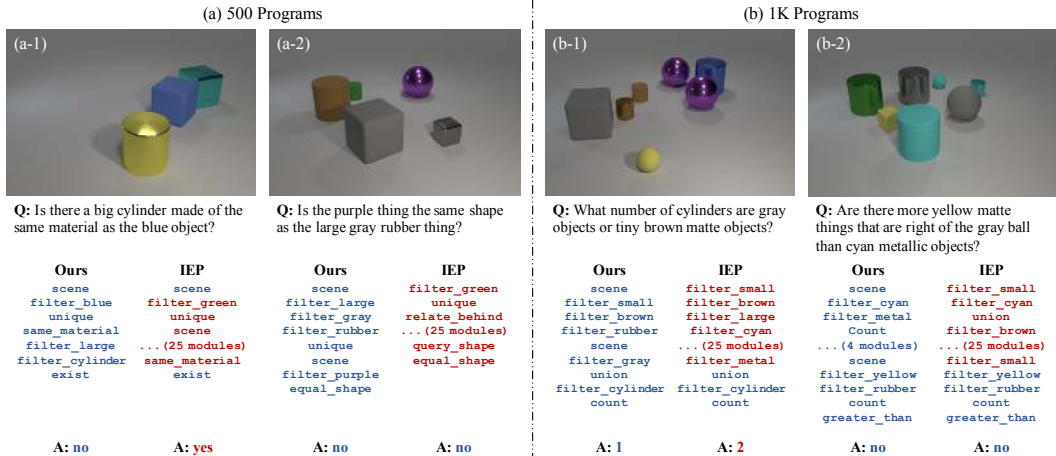 (a) 500 Programs
(b) 1K Programs
(a-1)
(a-2)
(b-1)
(b-2)
Q: Is there a big cylinder made of the
same material as the blue object?
Ours
scene
filter_blue
unique
same_material
filter_large
filter_cylinder
exist
A: no
IEP
scene
filter_green
unique
scene
...(25 modules)
same_material
exist
A: yes
Q: Is the purple thing the same shape
as the large gray rubber thing?
Ours
scene
filter_large
filter_gray
filter_rubber
unique
scene
filter_purple
equal_shape
A: no
IEP
filter_green
unique
relate_behind
...(25 modules)
query_shape
equal_shape
A: no
Q: What number of cylinders are gray
objects or tiny brown matte objects?
Ours
scene
filter_small
filter_brown
filter_rubber
scene
filter_gray
union
filter_cylinder
count
A: 1
IEP
filter_small
filter_brown
filter_large
filter_cyan
...(25 modules)
filter_metal
union
filter_cylinder
count
A: 2
Q: Are there more yellow matte
things that are right of the gray ball
than cyan metallic objects?
Ours
scene
filter_cyan
filter_metal
Count
...(4 modules)
scene
filter_yellow
filter_rubber
count
greater_than
A: no
IEP
filter_small
filter_cyan
union
filter_brown
...(25 modules)
filter_small
filter_yellow
filter_rubber
count
greater_than
A: no